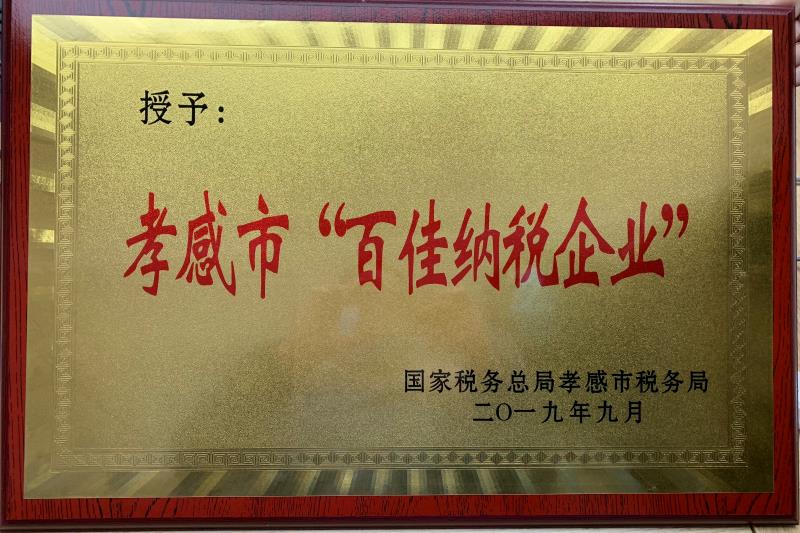 授予：
孝感市“百佳纳税企业”
国家税务总局孝感市税务局
二〇一九年九月